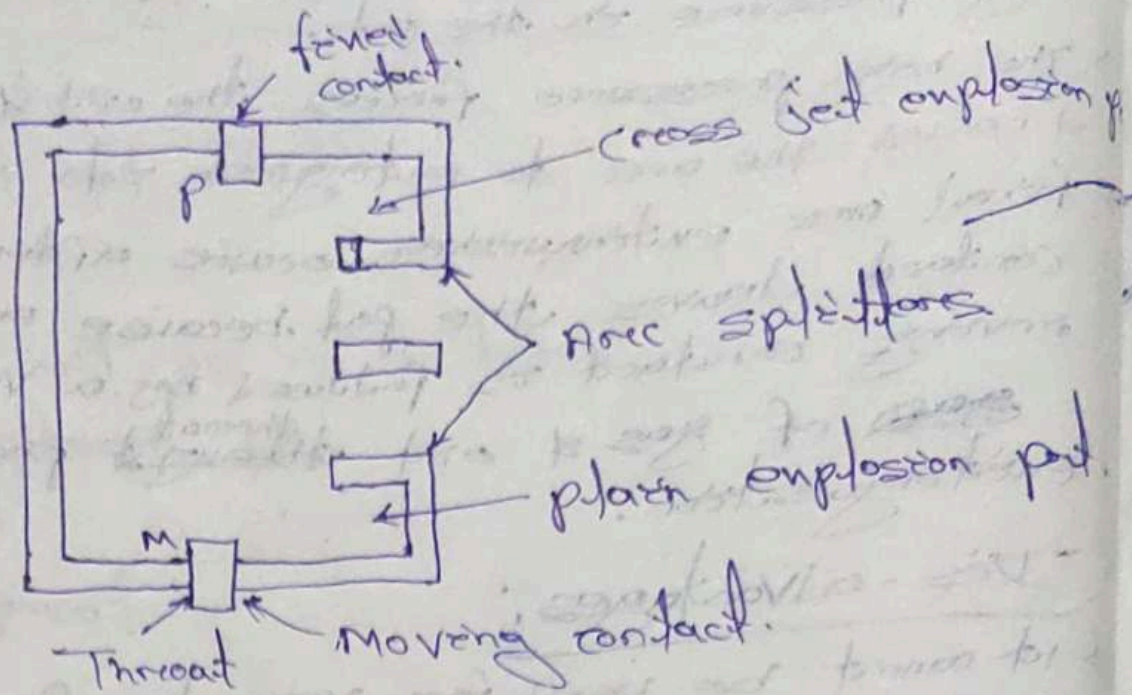 fixed
contact.
P
cross jet explosion p
Arc splitters
plain explosion pot.
M
Throat
Moving contact.